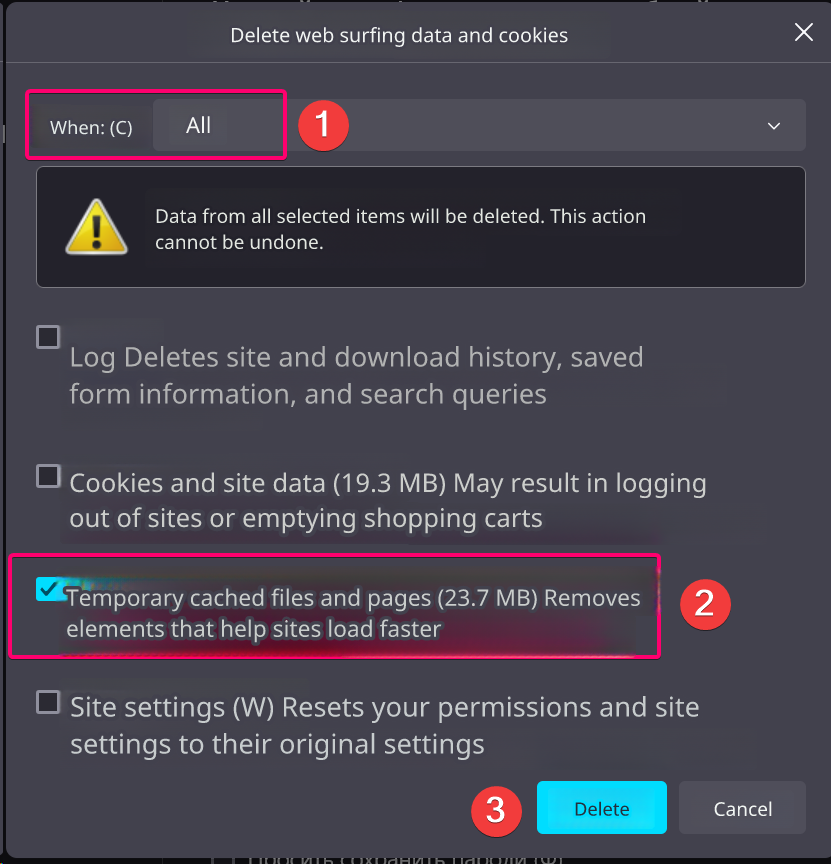 Delete web surfing data and cookies
When: (C) All 1
Data from all selected items will be deleted. This action
cannot be undone.
Log Deletes site and download history, saved
form information, and search queries
Cookies and site data (19.3 MB) May result in logging
out of sites or emptying shopping carts
Temporary cached files and pages (23.7 MB) Removes
elements that help sites load faster
2
Site settings (W) Resets your permissions and site
settings to their original settings
3 Delete Cancel
Просить сохранить пароли (Ф)